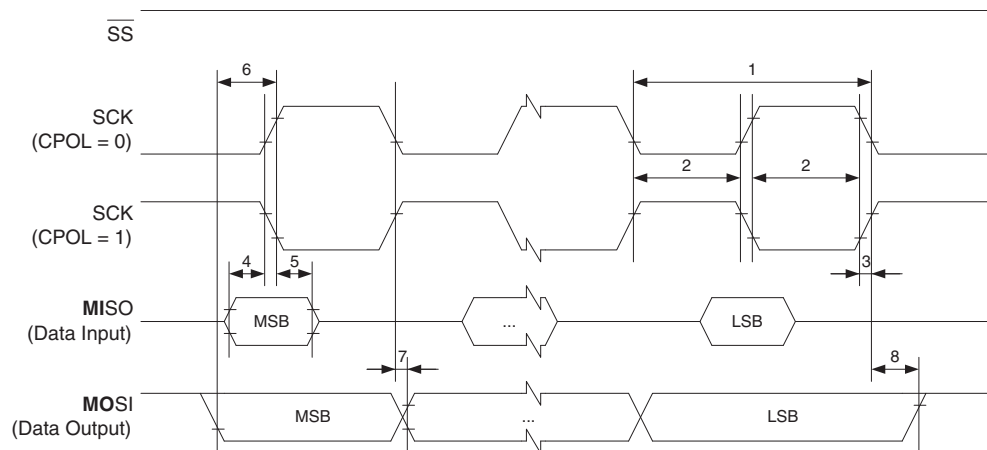 SS
6
1
SCK
(CPOL = 0)
2
2
SCK
(CPOL = 1)
4
5
3
MISO
(Data Input)
MSB
...
LSB
7
8
MOSI
(Data Output)
MSB
...
LSB